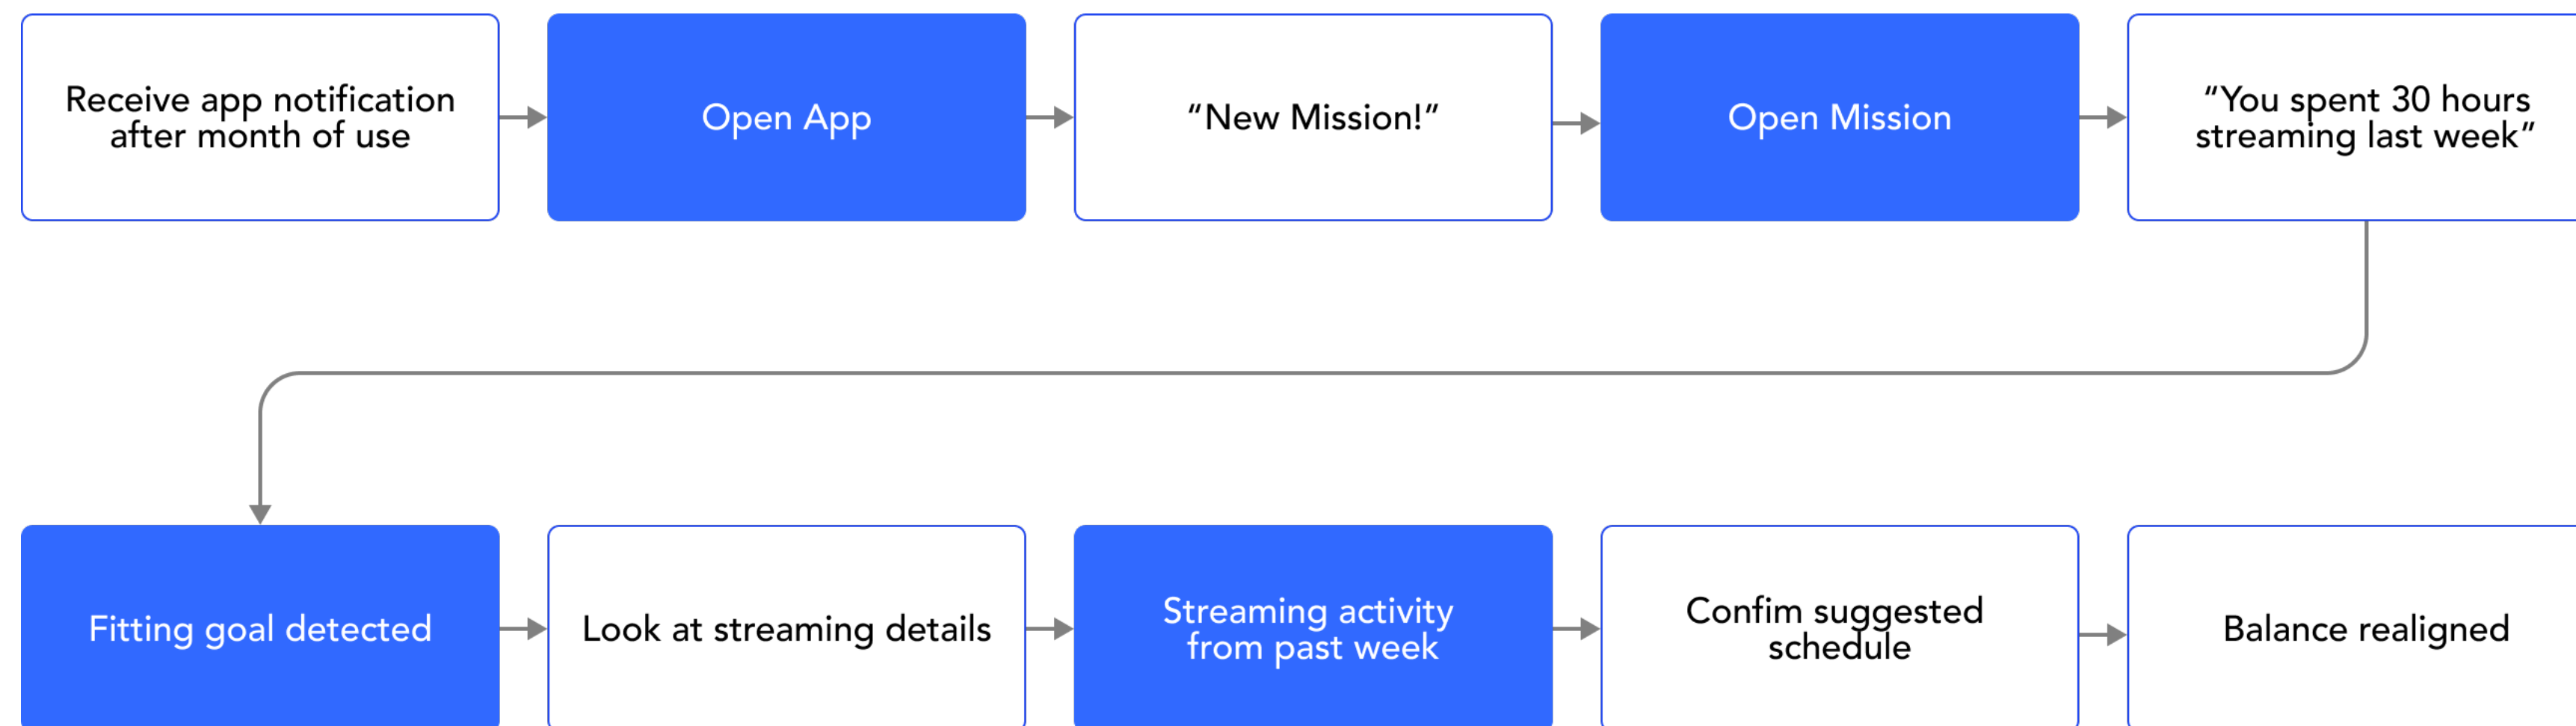 Receive app notification
after month of use
Open App
“New Mission!”
Open Mission
“You spent 30 hours
streaming last week”
Fitting goal detected
Look at streaming details
Streaming activity
from past week
Confim suggested
schedule
Balance realigned